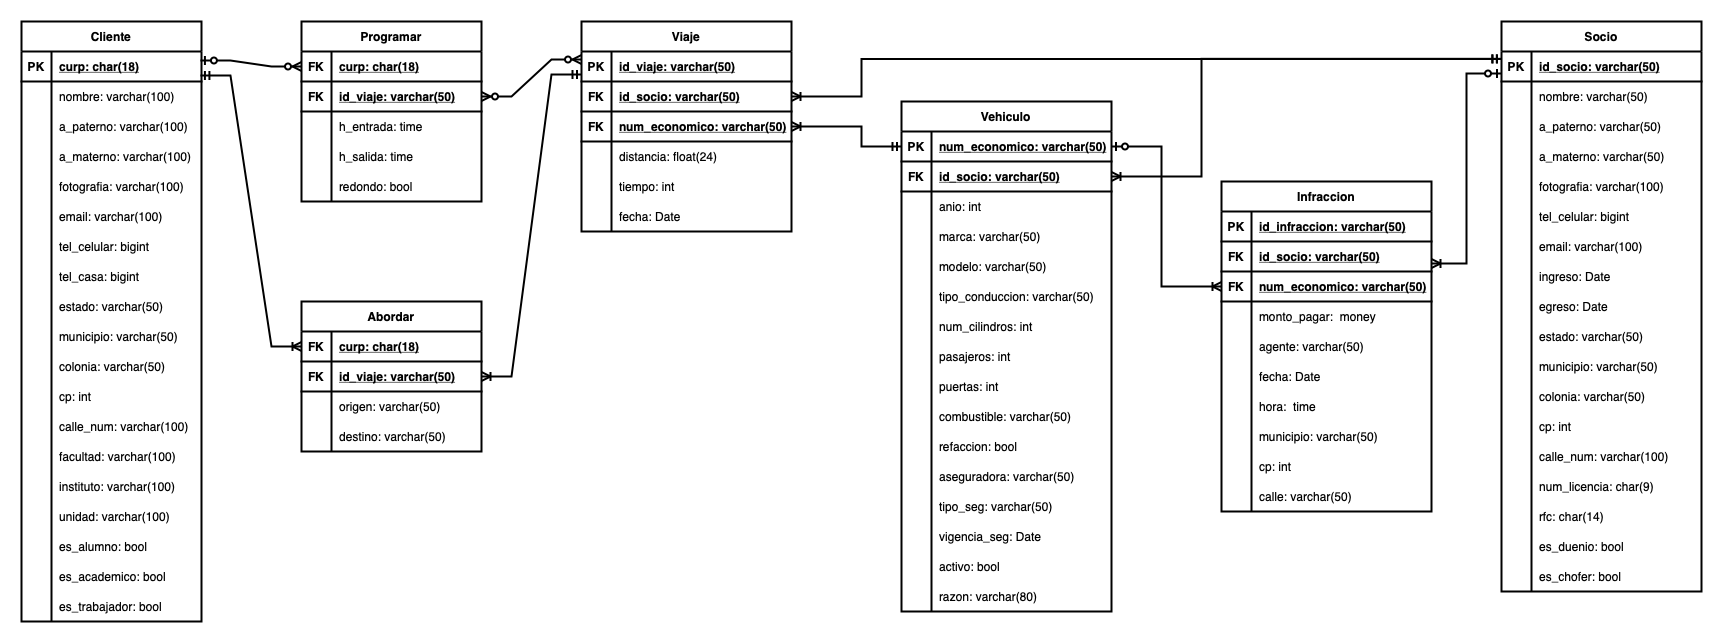 Cliente
PK curp: char(18)
nombre: varchar(100)
a_paterno: varchar(100)
a_materno: varchar(100)
fotografia: varchar(100)
email: varchar(100)
tel_celular: bigint
tel_casa: bigint
estado: varchar(50)
municipio: varchar(50)
colonia: varchar(50)
cp: int
calle_num: varchar(100)
facultad: varchar(100)
instituto: varchar(100)
unidad: varchar(100)
es_alumno: bool
es_academico: bool
es_trabajador: bool
Programar
FK curp: char(18)
FK id_viaje: varchar(50)
h_entrada: time
h_salida: time
redondo: bool
Abordar
FK curp: char(18)
FK id_viaje: varchar(50)
origen: varchar(50)
destino: varchar(50)
Viaje
PK id_viaje: varchar(50)
FK id_socio: varchar(50)
FK num_economico: varchar(50)
distancia: float(24)
tiempo: int
fecha: Date
Vehiculo
PK num_economico: varchar(50)
FK id_socio: varchar(50)
anio: int
marca: varchar(50)
modelo: varchar(50)
tipo_conduccion: varchar(50)
num_cilindros: int
pasajeros: int
puertas: int
combustible: varchar(50)
refaccion: bool
aseguradora: varchar(50)
tipo_seg: varchar(50)
vigencia_seg: Date
activo: bool
razon: varchar(80)
Infraccion
PK id_infraccion: varchar(50)
FK id_socio: varchar(50)
FK num_economico: varchar(50)
monto_pagar: money
agente: varchar(50)
fecha: Date
hora: time
municipio: varchar(50)
cp: int
calle: varchar(50)
Socio
PK id_socio: varchar(50)
nombre: varchar(50)
a_paterno: varchar(50)
a_materno: varchar(50)
fotografia: varchar(100)
tel_celular: bigint
email: varchar(100)
ingreso: Date
egreso: Date
estado: varchar(50)
municipio: varchar(50)
colonia: varchar(50)
cp: int
calle_num: varchar(100)
num_licencia: char(9)
rfc: char(14)
es_duenio: bool
es_chofer: bool